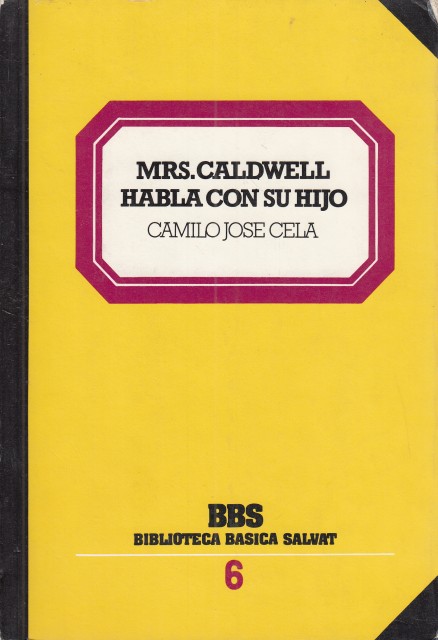 MRS. CALDWELL
HABLA CON SU HIJO
CAMILO JOSE CELA
BBS
BIBLIOTECA BASICA SALVAT
6